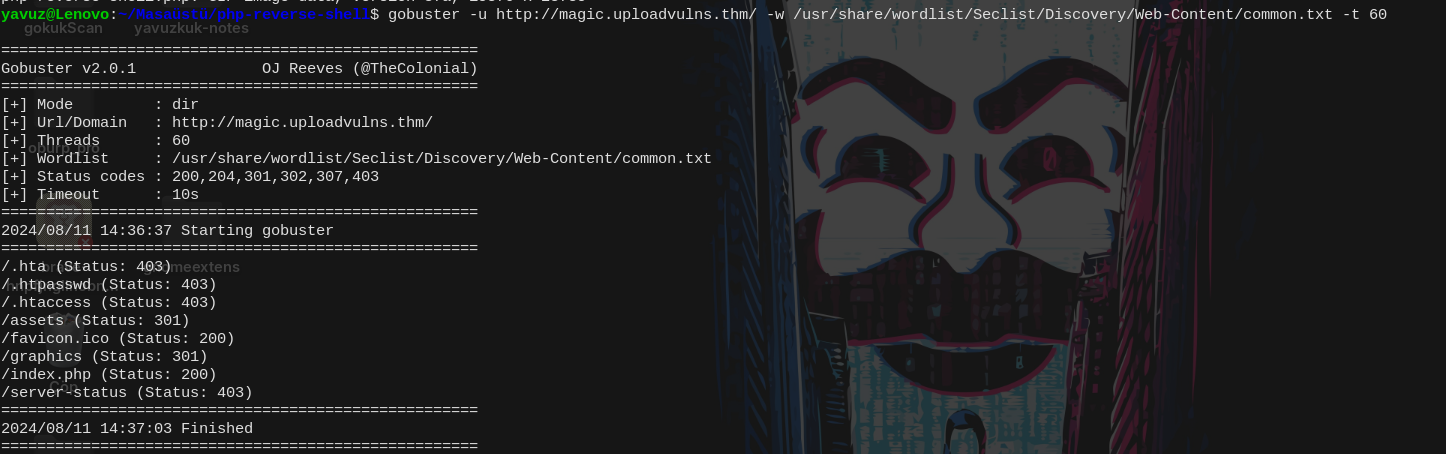 yavuz@Lenovo:~/Masaüstü/php-reverse-shell$ gobuster -u http://magic.uploadvulns.thm/ -w /usr/share/wordlist/Seclist/Discovery/Web-Content/common.txt -t 60
gokukScan yavuzkuk-notes
=====================================================
Gobuster v2.0.1              OJ Reeves (@TheColonial)
=====================================================
[+] Mode         : dir
[+] Url/Domain   : http://magic.uploadvulns.thm/
[+] Threads      : 60
[+] Wordlist     : /usr/share/wordlist/Seclist/Discovery/Web-Content/common.txt
[+] Status codes : 200,204,301,302,307,403
[+] Timeout      : 10s
=====================================================
2024/08/11 14:36:37 Starting gobuster
=====================================================
/.hta (Status: 403)
/.htpasswd (Status: 403)
/.htaccess (Status: 403)
/assets (Status: 301)
/favicon.ico (Status: 200)
/graphics (Status: 301)
/index.php (Status: 200)
/server-status (Status: 403)
=====================================================
2024/08/11 14:37:03 Finished
=====================================================